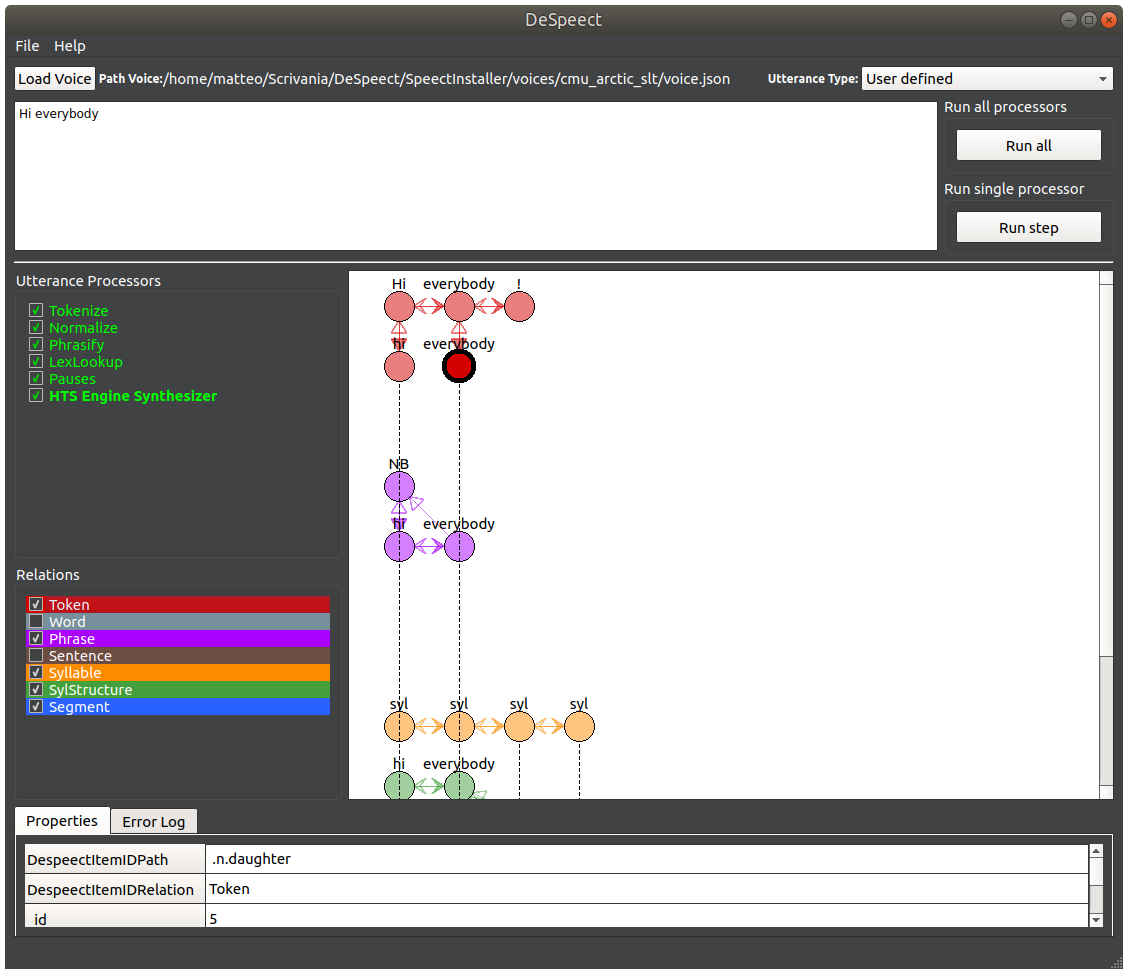 DeSpeect
File Help
Load Voice Path Voice:/home/matteo/Scrivania/DeSpeect/SpeectInstaller/voices/cmu_arctic_slt/voice.json Utterance Type: User defined
Hi everybody
Run all processors
Run all
Run single processor
Run step
Utterance Processors
Tokenize
Normalize
Phrasify
LexLookup
Pauses
HTS Engine Synthesizer
Relations
Token
Word
Phrase
Sentence
Syllable
SylStructure
Segment
Hi everybody !
hi everybody
NB
hi everybody
syl syl syl syl
hi everybody
Properties Error Log
DespeectItemIDPath .n.daughter
DespeectItemIDRelation Token
id 5